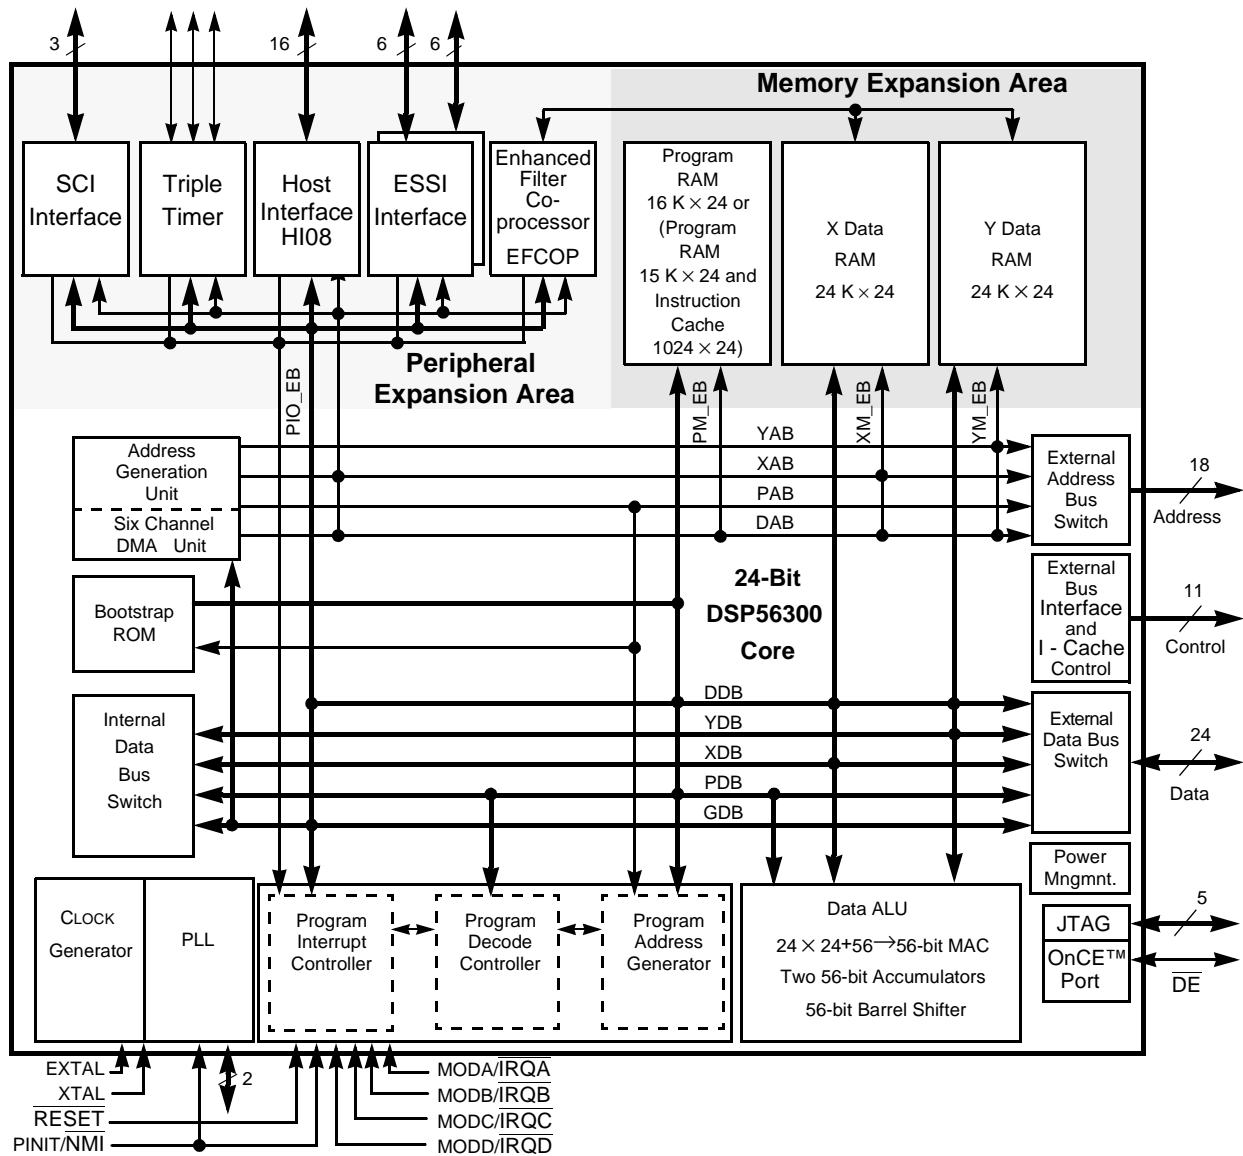 3
16
6
6
Memory Expansion Area
SCI
Interface
Triple
Timer
Host
Interface
HI08
ESSI
Interface
Enhanced
Filter
Co-
processor
EFCOP
Program
RAM
16 K × 24 or
(Program
RAM
15 K × 24 and
Instruction
Cache
1024 × 24)
X Data
RAM
24 K × 24
Y Data
RAM
24 K × 24
Peripheral
Expansion Area
PIO_EB
PM_EB
XM_EB
YM_EB
Address
Generation
Unit
Six Channel
DMA Unit
YAB
XAB
PAB
DAB
External
Address
Bus
Switch
18
Address
Bootstrap
ROM
24-Bit
DSP56300
Core
External
Bus
Interface
and
I - Cache
Control
11
Control
Internal
Data
Bus
Switch
DDB
YDB
XDB
PDB
GDB
External
Data Bus
Switch
24
Data
Power
Mngmnt.
CLOCK
Generator
PLL
Program
Interrupt
Controller
Program
Decode
Controller
Program
Address
Generator
Data ALU
24 × 24+56→56-bit MAC
Two 56-bit Accumulators
56-bit Barrel Shifter
JTAG
OnCE™
Port
5
DE
EXTAL
XTAL
RESET
PINIT/NMI
2
MODA/IRQA
MODB/IRQB
MODC/IRQC
MODD/IRQD